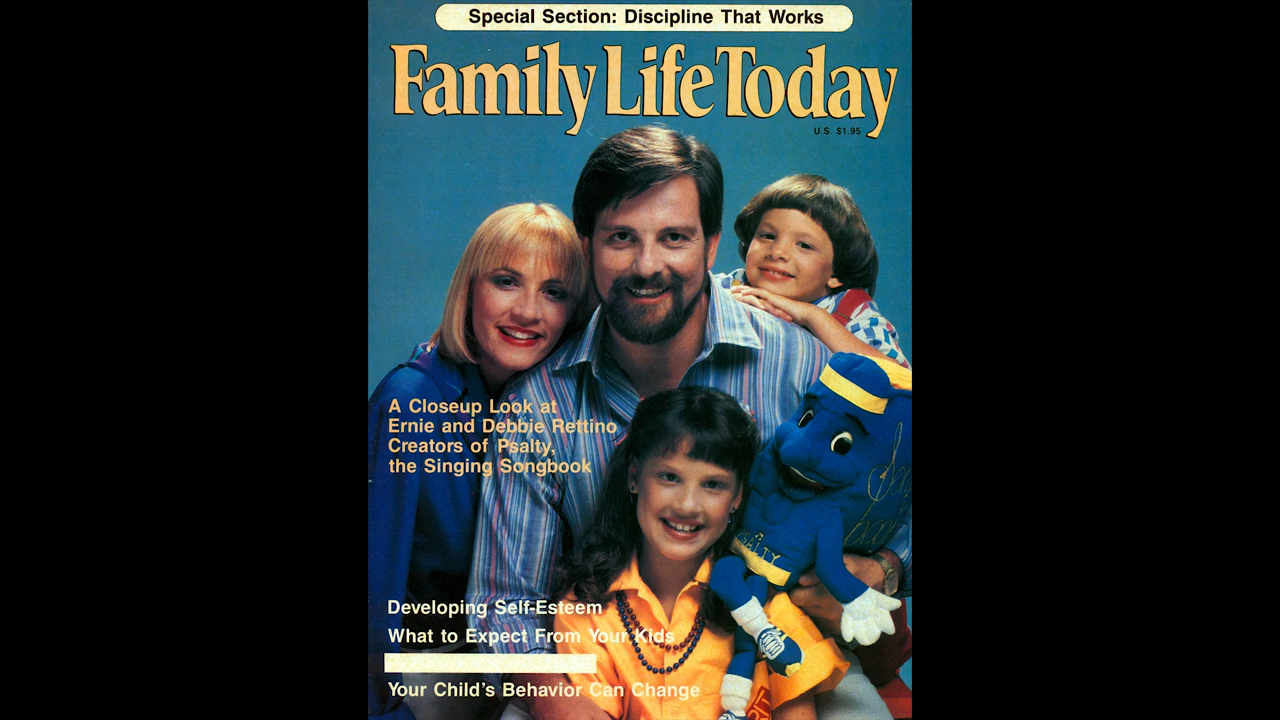 Special Section: Discipline That Works
Family Life Today
U.S. $1.95
A Closeup Look at
Ernie and Debbie Rettino
Creators of Psalty,
the Singing Songbook
PSALTY
Developing Self-Esteem
What to Expect From Your Kids
Your Child's Behavior Can Change